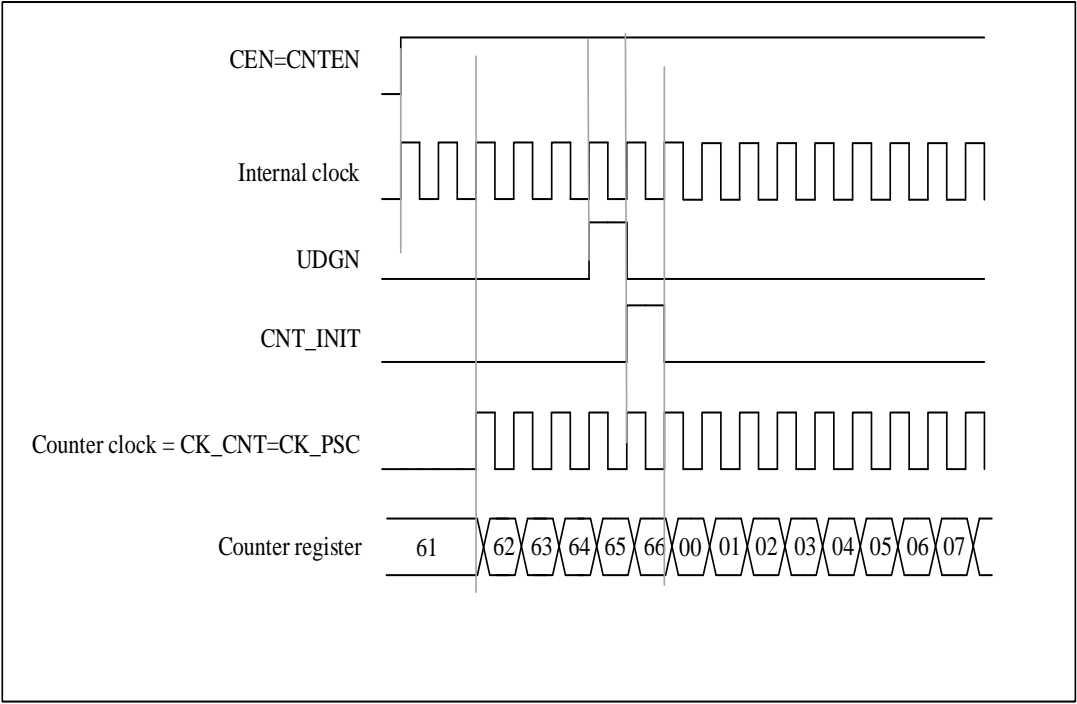 CEN=CNTEN
Internal clock
UDGN
CNT_INIT
Counter clock = CK_CNT=CK_PSC
Counter register 61 62 63 64 65 66 00 01 02 03 04 05 06 07